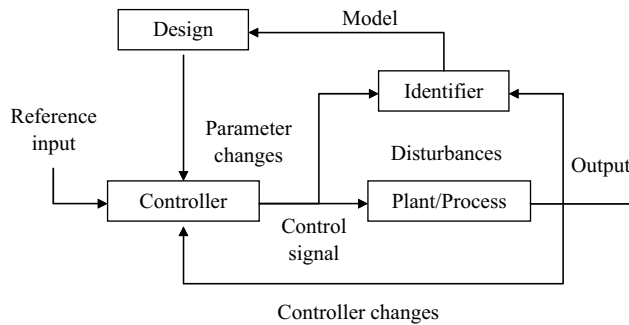 Design
Model
Identifier
Reference
input
Parameter
changes
Disturbances
Output
Controller
Plant/Process
Control
signal
Controller changes